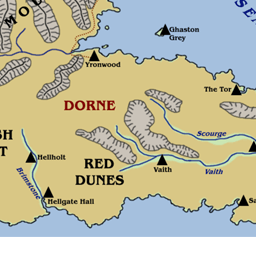 MO
SE
Ghaston
Grey
Yronwood
The Tor
DORNE
Scourge
SH
T
Hellholt
RED
DUNES
Vaith
Vaith
Brimstone
Hellgate Hall
Sa